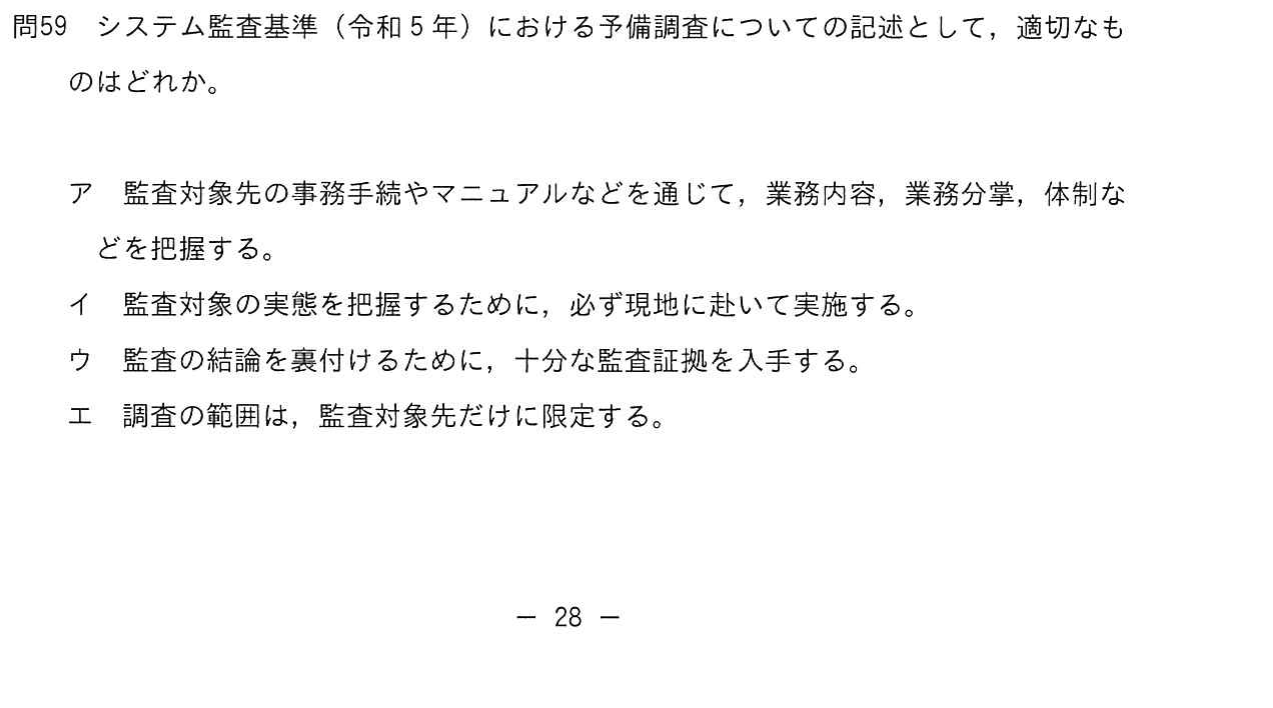 問59 システム監査基準（令和5年）における予備調査についての記述として，適切なも
のはどれか。
ア 監査対象先の事務手続やマニュアルなどを通じて，業務内容，業務分掌，体制な
どを把握する。
イ 監査対象の実態を把握するために，必ず現地に赴いて実施する。
ウ 監査の結論を裏付けるために，十分な監査証拠を入手する。
エ 調査の範囲は，監査対象先だけに限定する。
－ 28 －